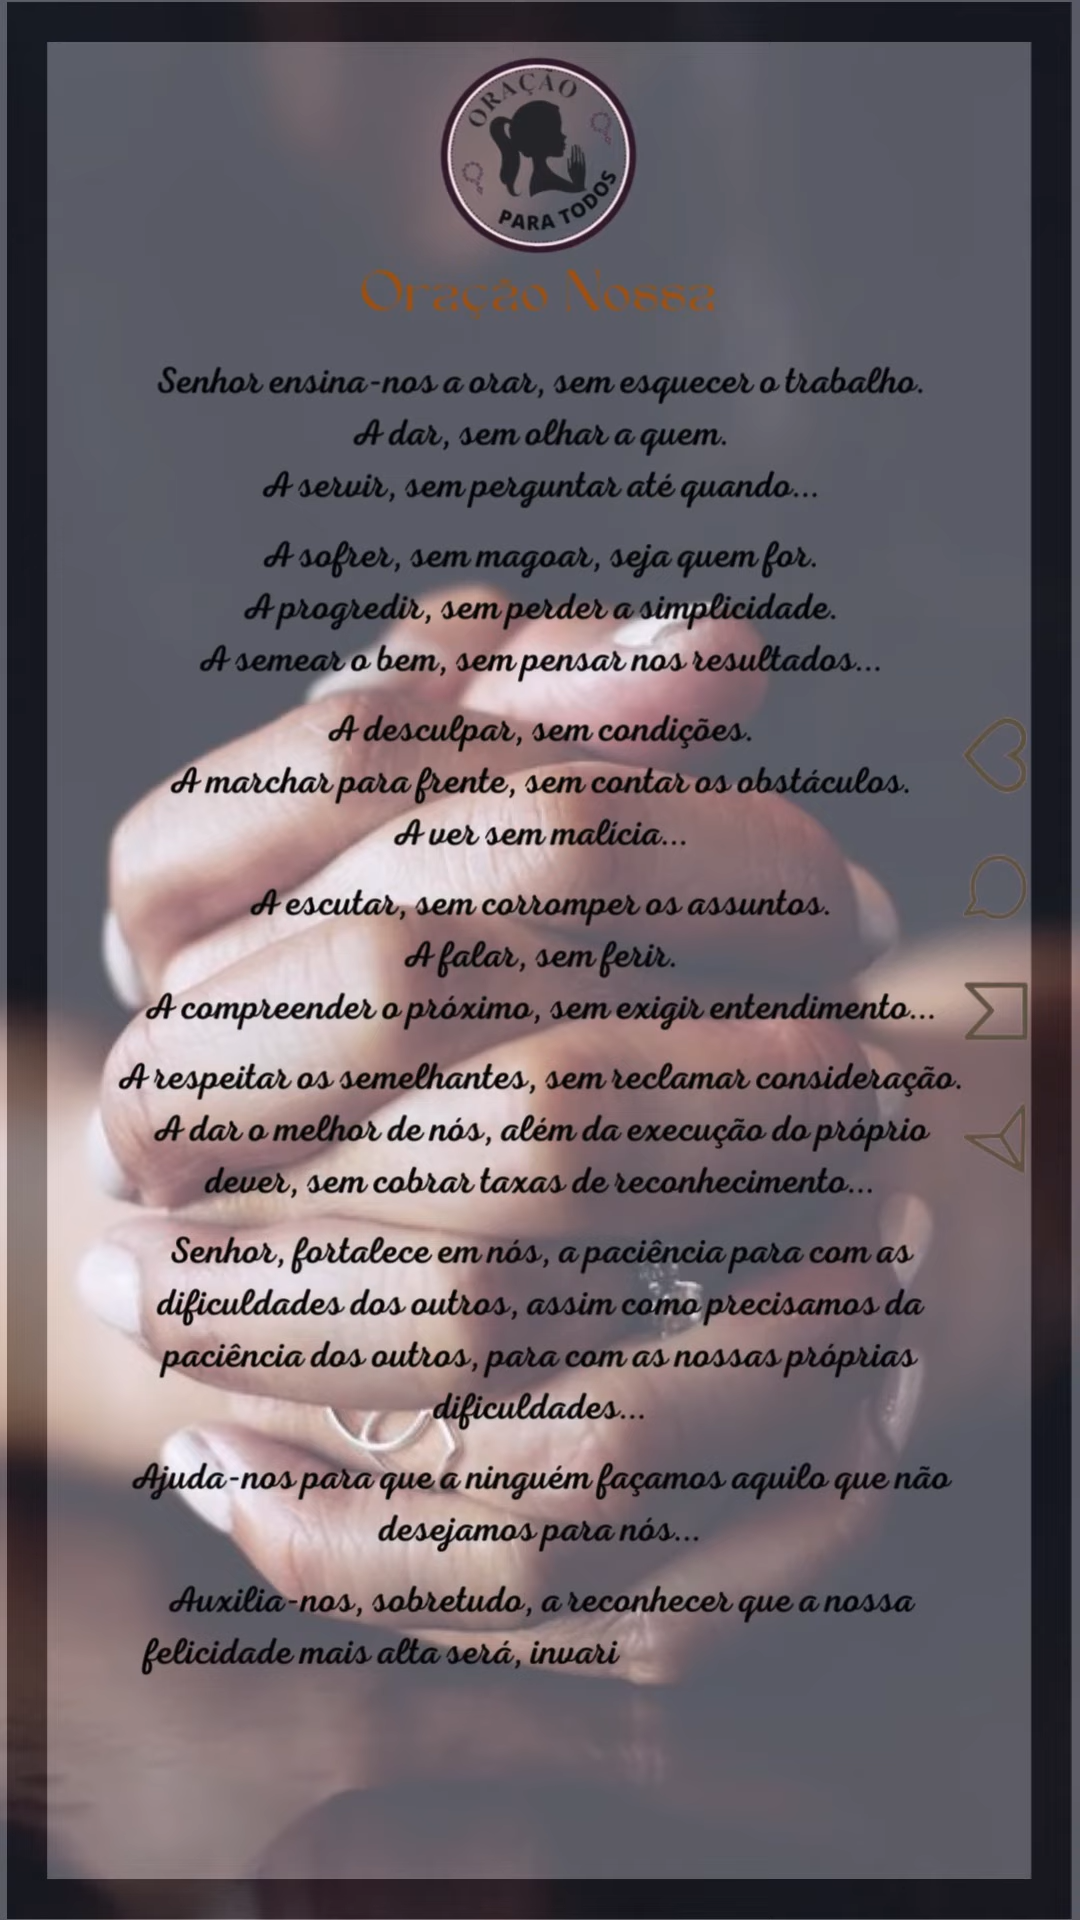 ORAÇÃO
PARA TODOS
Oração Nossa
Senhor ensina-nos a orar, sem esquecer o trabalho.
A dar, sem olhar a quem.
A servir, sem perguntar até quando...
A sofrer, sem magoar, seja quem for.
A progredir, sem perder a simplicidade.
A semear o bem, sem pensar nos resultados...
A desculpar, sem condições.
A marchar para frente, sem contar os obstáculos.
A ver sem malícia...
A escutar, sem corromper os assuntos.
A falar, sem ferir.
A compreender o próximo, sem exigir entendimento...
A respeitar os semelhantes, sem reclamar consideração.
A dar o melhor de nós, além da execução do próprio
dever, sem cobrar taxas de reconhecimento...
Senhor, fortalece em nós, a paciência para com as
dificuldades dos outros, assim como precisamos da
paciência dos outros, para com as nossas próprias
dificuldades...
Ajuda-nos para que a ninguém façamos aquilo que não
desejamos para nós...
Auxilia-nos, sobretudo, a reconhecer que a nossa
felicidade mais alta será, invari